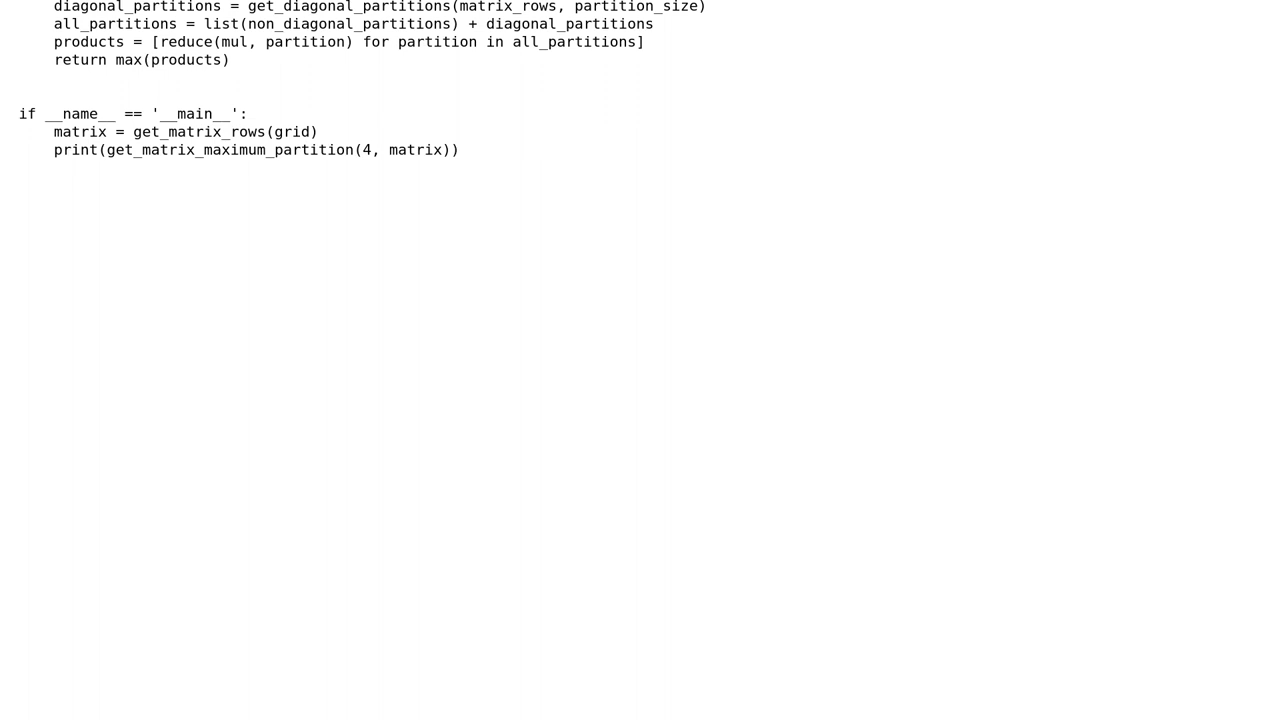 diagonal_partitions = get_diagonal_partitions(matrix_rows, partition_size)
    all_partitions = list(non_diagonal_partitions) + diagonal_partitions
    products = [reduce(mul, partition) for partition in all_partitions]
    return max(products)


if __name__ == '__main__':
    matrix = get_matrix_rows(grid)
    print(get_matrix_maximum_partition(4, matrix))